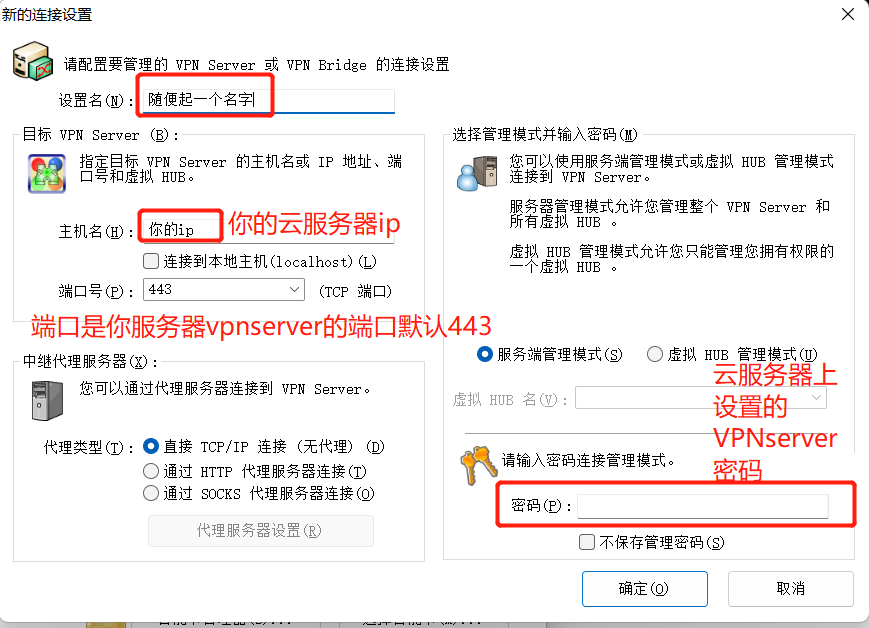 新的连接设置
请配置要管理的 VPN Server 或 VPN Bridge 的连接设置
设置名(N):
随便起一个名字
目标 VPN Server (B):
指定目标 VPN Server 的主机名或 IP 地址、端
口号和虚拟 HUB。
主机名(H):
你的ip
你的云服务器ip
连接到本地主机(localhost)(L)
端口号(P):
443
(TCP 端口)
端口是你服务器vpnserver的端口默认443
中继代理服务器(X):
您可以通过代理服务器连接到 VPN Server。
代理类型(T):
直接 TCP/IP 连接 (无代理) (D)
通过 HTTP 代理服务器连接(T)
通过 SOCKS 代理服务器连接(O)
代理服务器设置(R)
选择管理模式并输入密码(M)
您可以使用服务端管理模式或虚拟 HUB 管理模式
连接到 VPN Server。
服务器管理模式允许您管理整个 VPN Server 和
所有虚拟 HUB 。
虚拟 HUB 管理模式允许您只能管理您拥有权限的
一个虚拟 HUB 。
服务端管理模式(S)
虚拟 HUB 管理模式(U)
虚拟 HUB 名(V):
云服务器上
设置的
VPNserver
密码
请输入密码连接管理模式。
密码(P):
不保存管理密码(S)
确定(O)
取消